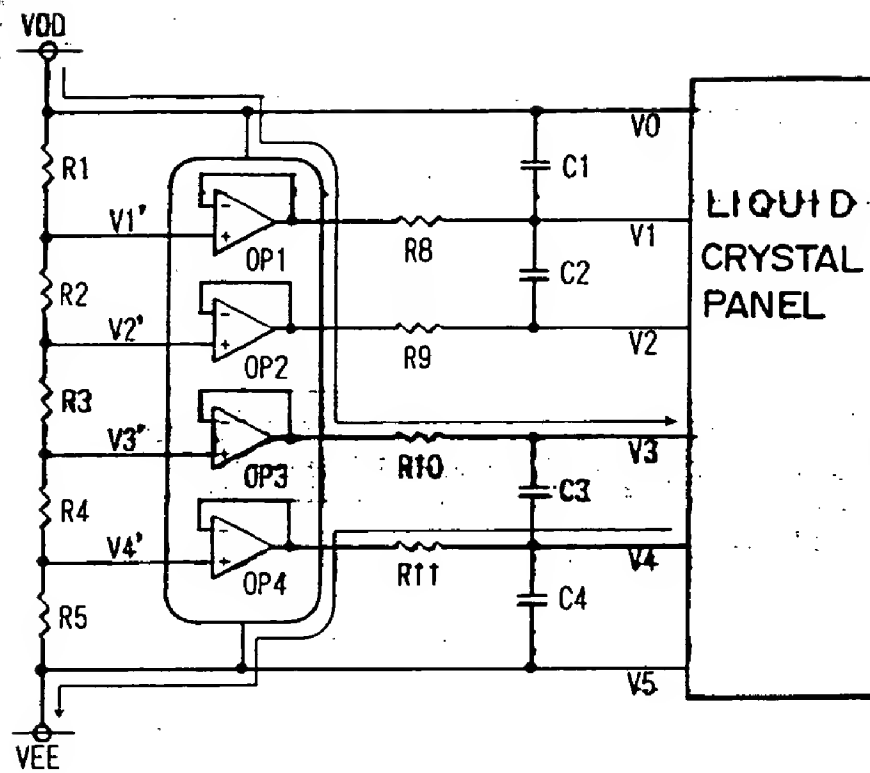 VDD
V0
R1
C1
LIQUID
CRYSTAL
PANEL
V1'
OP1
R8
V1
R2
C2
V2'
OP2
R9
V2
R3
V3'
OP3
R10
V3
C3
R4
V4'
OP4
R11
V4
R5
C4
V5
VEE